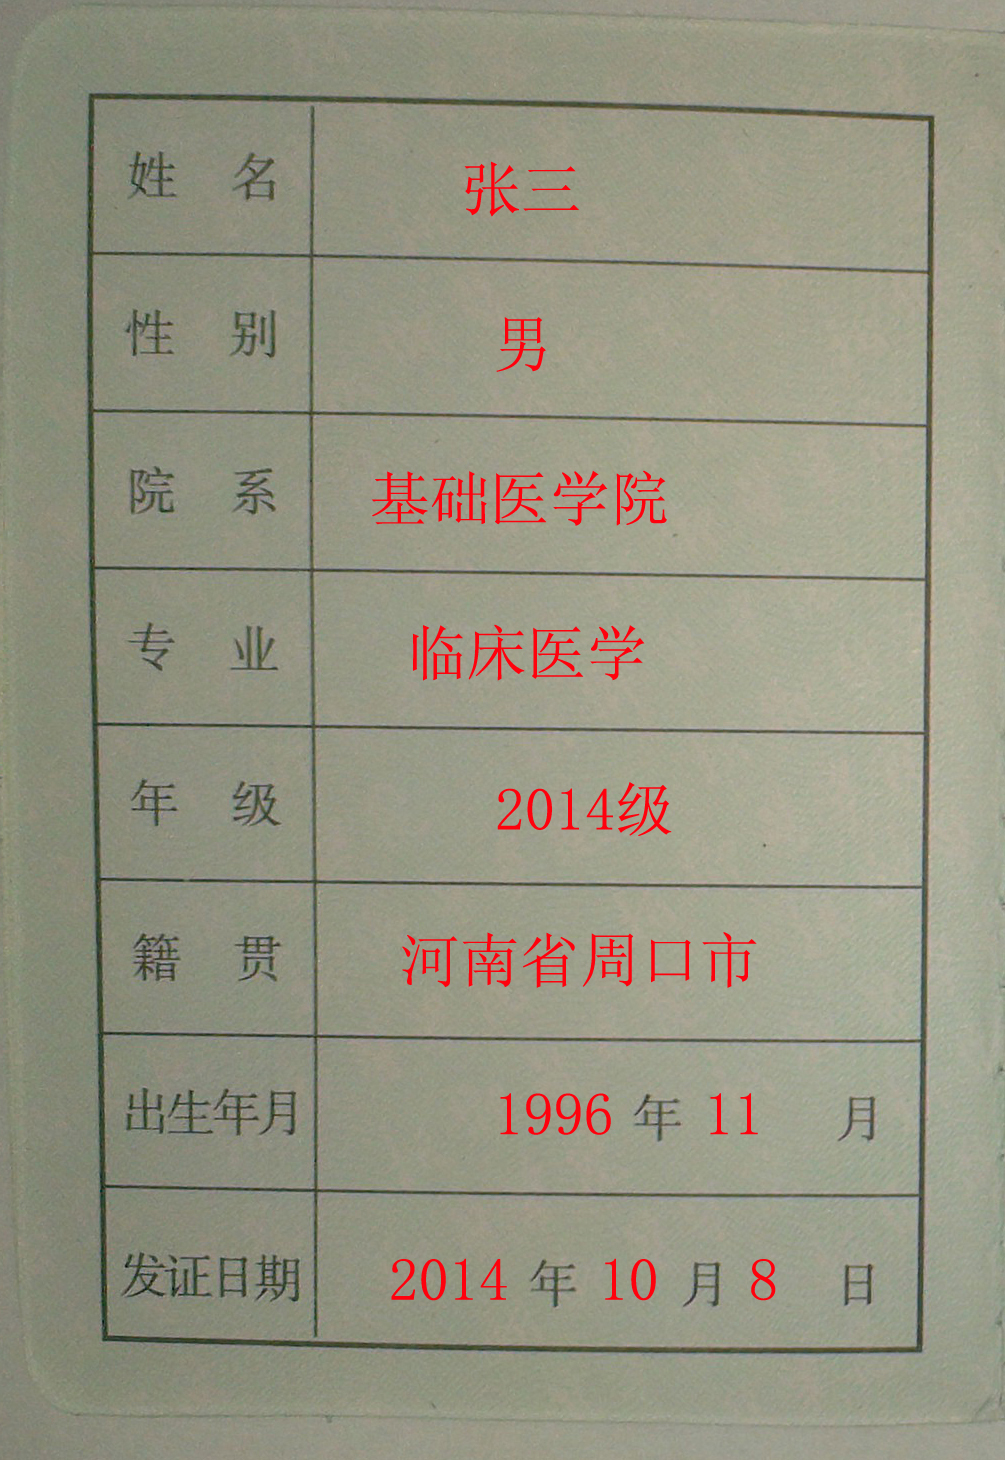 姓名 张三
性别 男
院系 基础医学院
专业 临床医学
年级 2014级
籍贯 河南省周口市
出生年月 1996 年 11 月
发证日期 2014 年 10 月 8 日